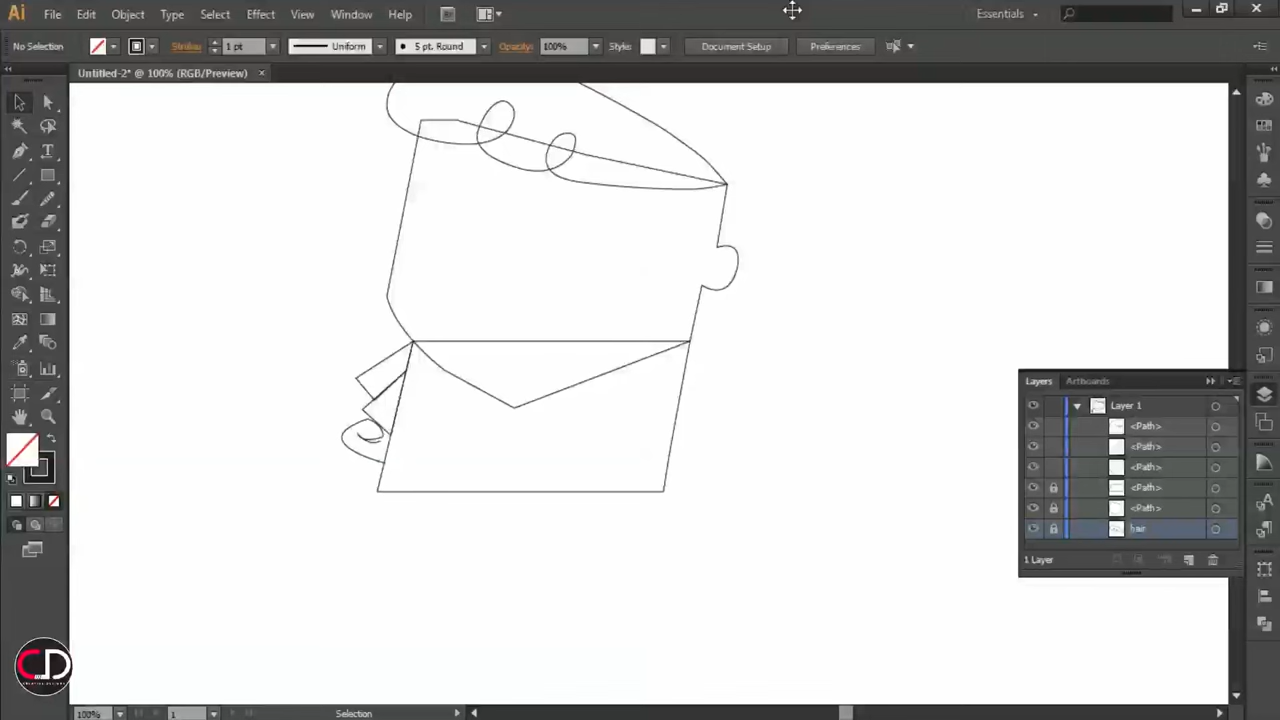 Ai File Edit Object Type Select Effect View Window Help Essentials
No Selection Stroke: 1 pt Uniform 5 pt. Round Opacity: 100% Style: Document Setup Preferences
Untitled-2* @ 100% (RGB/Preview) ×
Layers Artboards
Layer 1
<Path>
<Path>
<Path>
<Path>
<Path>
hair
1 Layer
CD
100% 1 Selection